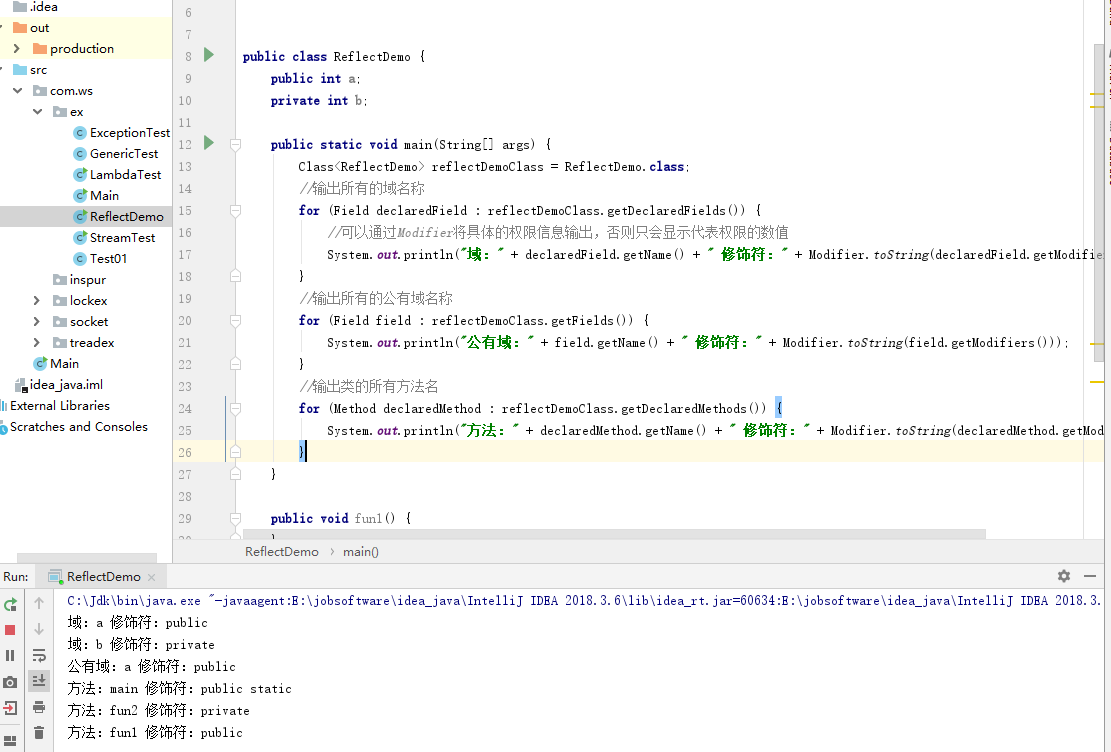 .idea
out
production
src
com.ws
ex
ExceptionTest
GenericTest
LambdaTest
Main
ReflectDemo
StreamTest
Test01
inspur
lockex
socket
treadex
Main
idea_java.iml
External Libraries
Scratches and Consoles
6
7
8 public class ReflectDemo {
9 public int a;
10 private int b;
11
12 public static void main(String[] args) {
13 Class<ReflectDemo> reflectDemoClass = ReflectDemo.class;
14 //输出所有的域名称
15 for (Field declaredField : reflectDemoClass.getDeclaredFields()) {
16 //可以通过Modifier将具体的权限信息输出，否则只会显示代表权限的数值
17 System.out.println("域：" + declaredField.getName() + " 修饰符：" + Modifier.toString(declaredField.getModifie
18 }
19 //输出所有的公有域名称
20 for (Field field : reflectDemoClass.getFields()) {
21 System.out.println("公有域：" + field.getName() + " 修饰符：" + Modifier.toString(field.getModifiers()));
22 }
23 //输出类的所有方法名
24 for (Method declaredMethod : reflectDemoClass.getDeclaredMethods()) {
25 System.out.println("方法：" + declaredMethod.getName() + " 修饰符：" + Modifier.toString(declaredMethod.getMod
26 }
27 }
28
29 public void fun1() {
ReflectDemo › main()
Run: ReflectDemo
C:\Jdk\bin\java.exe "-javaagent:E:\jobsoftware\idea_java\IntelliJ IDEA 2018.3.6\lib\idea_rt.jar=60634:E:\jobsoftware\idea_java\IntelliJ IDEA 2018.3.
域：a 修饰符：public
域：b 修饰符：private
公有域：a 修饰符：public
方法：main 修饰符：public static
方法：fun2 修饰符：private
方法：fun1 修饰符：public